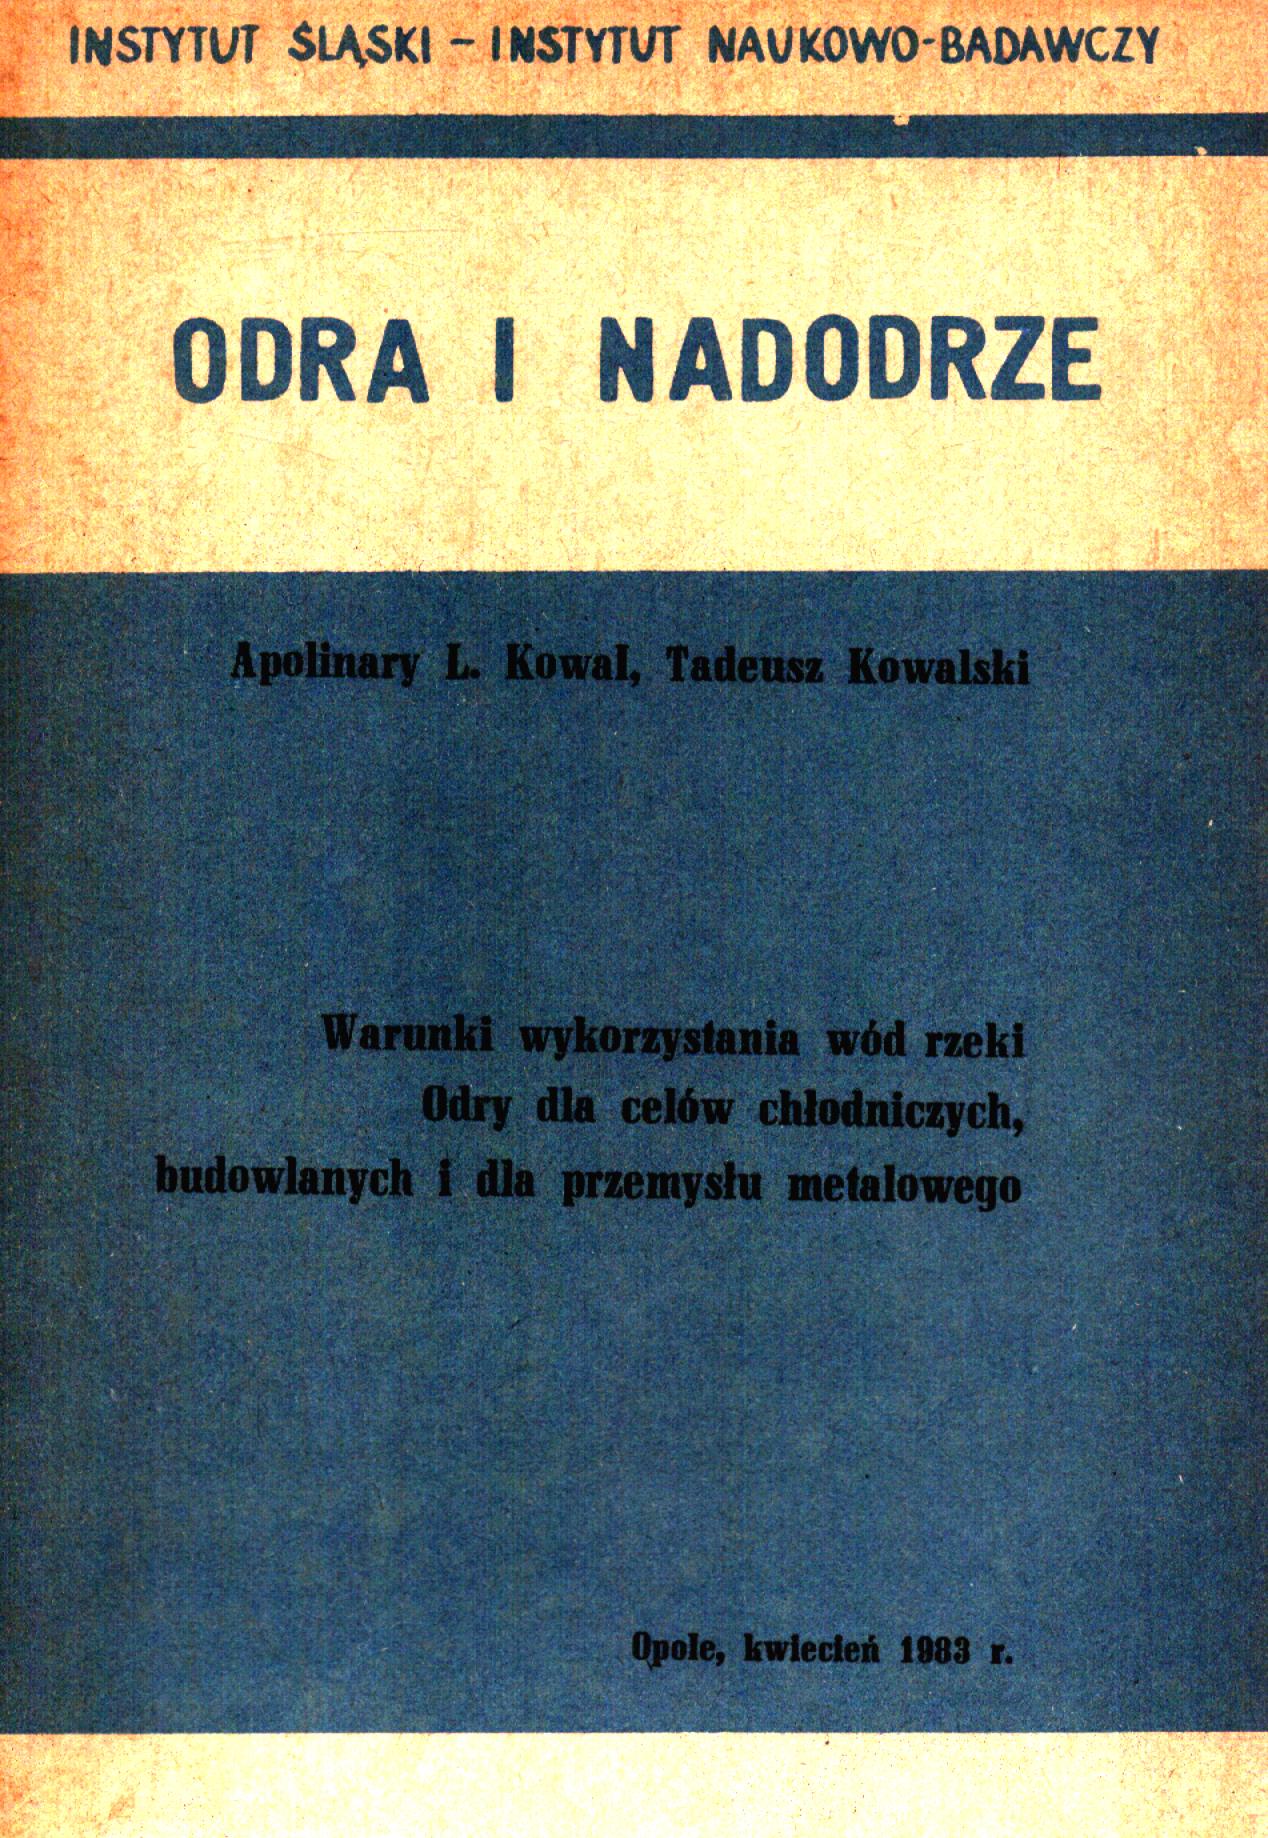 INSTYTUT ŚLĄSKI – INSTYTUT NAUKOWO-BADAWCZY
ODRA I NADODRZE
Apolinary L. Kowal, Tadeusz Kowalski
Warunki wykorzystania wód rzeki
Odry dla celów chłodniczych,
budowlanych i dla przemysłu metalowego
Opole, kwiecień 1983 r.